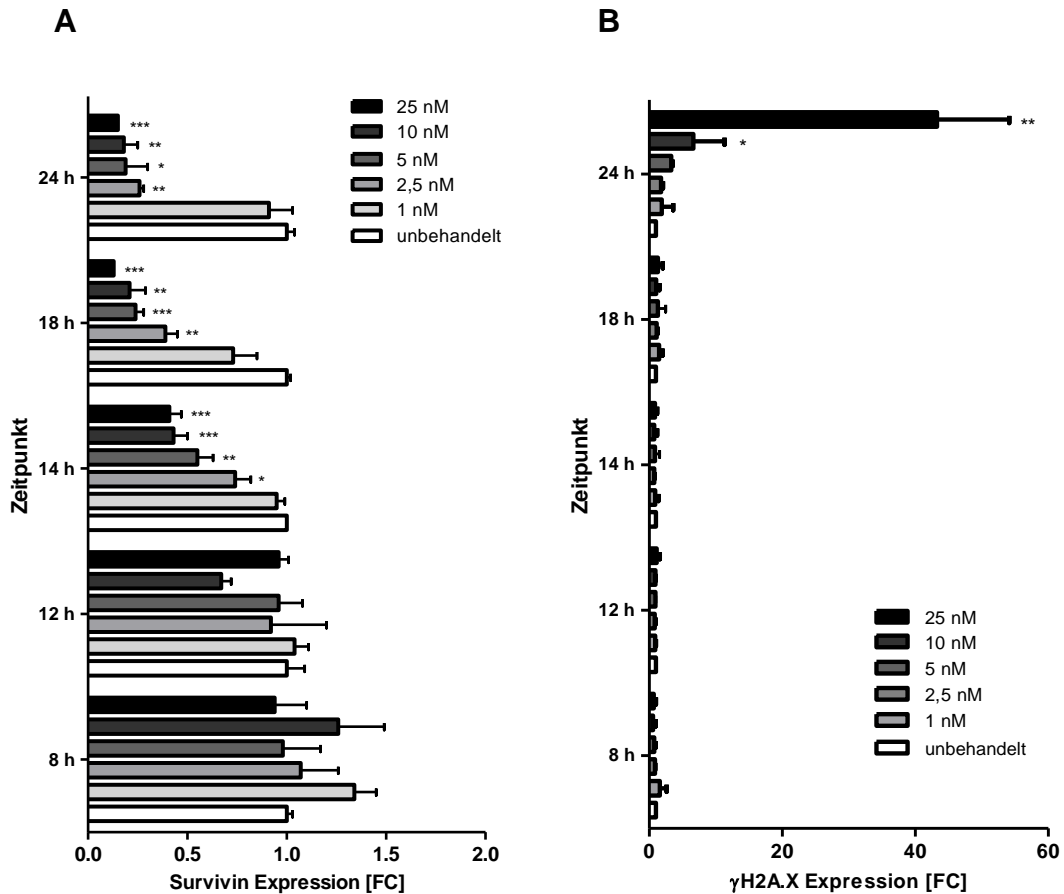 A
25 nM
10 nM
5 nM
2,5 nM
1 nM
unbehandelt
***
**
*
**
24 h
***
**
***
**
18 h
***
***
**
*
14 h
12 h
8 h
Zeitpunkt
0.0 0.5 1.0 1.5 2.0
Survivin Expression [FC]
B
**
*
24 h
18 h
14 h
12 h
8 h
Zeitpunkt
25 nM
10 nM
5 nM
2,5 nM
1 nM
unbehandelt
0 20 40 60
γH2A.X Expression [FC]